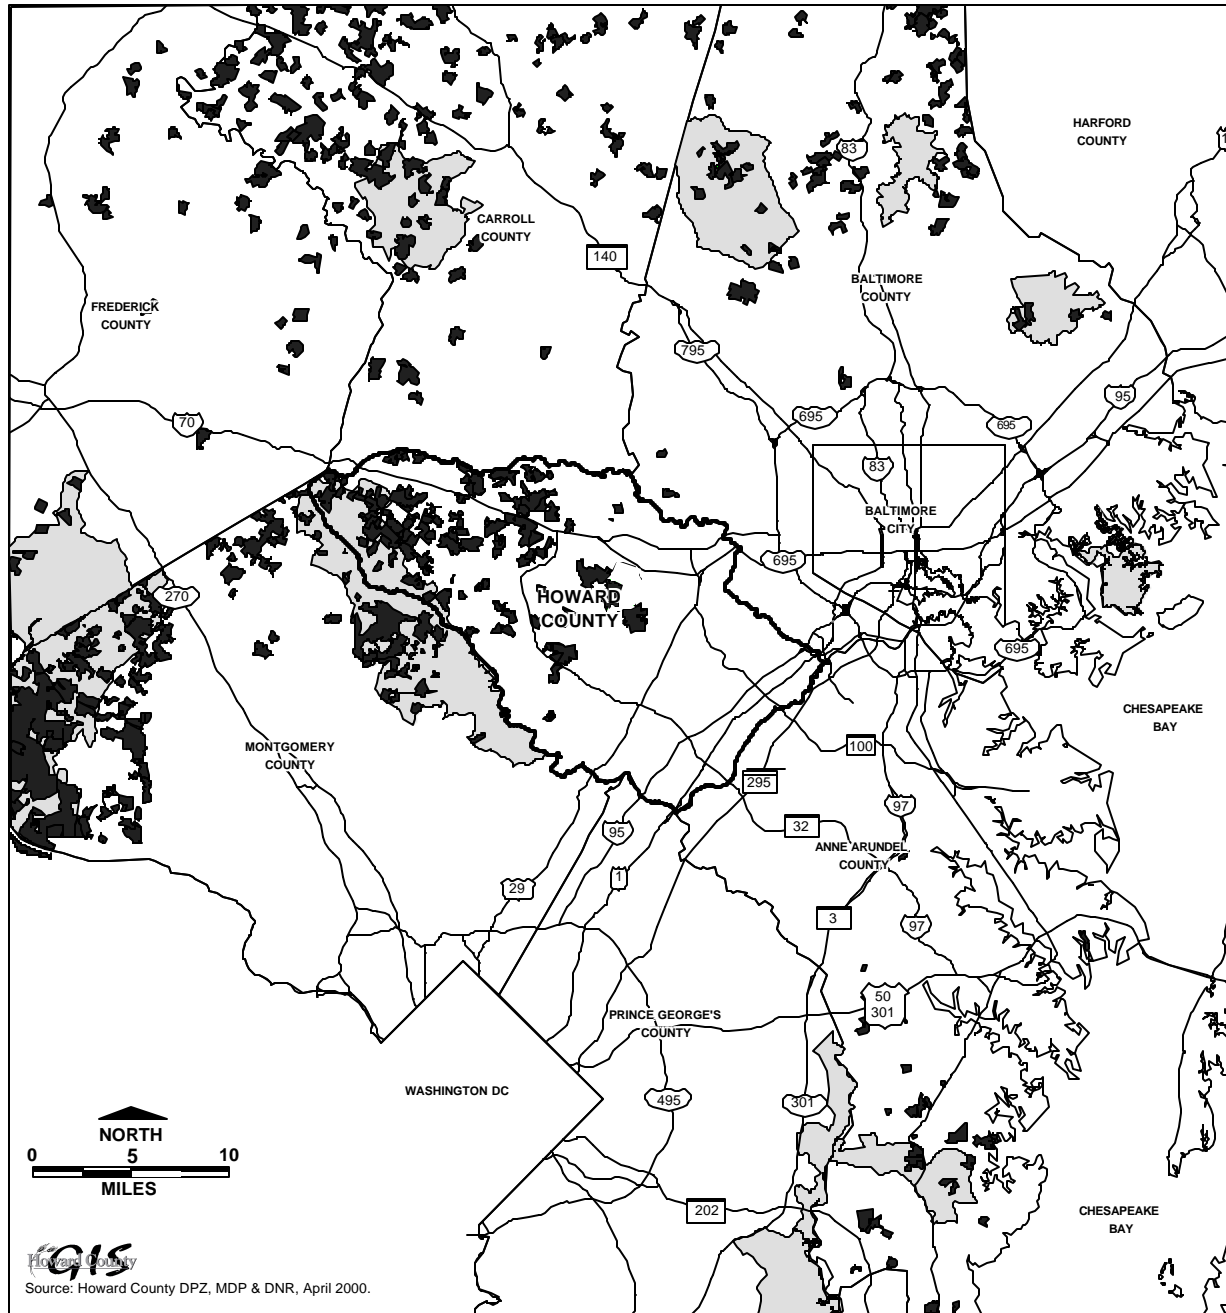 HARFORD
COUNTY
83
CARROLL
COUNTY
140
BALTIMORE
COUNTY
FREDERICK
COUNTY
795
95
695
695
70
83
BALTIMORE
CITY
695
270
HOWARD
COUNTY
695
CHESAPEAKE
BAY
MONTGOMERY
COUNTY
100
295
97
32
95
ANNE ARUNDEL
COUNTY
1
29
3
97
50
301
PRINCE GEORGE'S
COUNTY
WASHINGTON DC
495
301
NORTH
0 5 10
MILES
202
CHESAPEAKE
BAY
GIS
Howard County
Source: Howard County DPZ, MDP & DNR, April 2000.